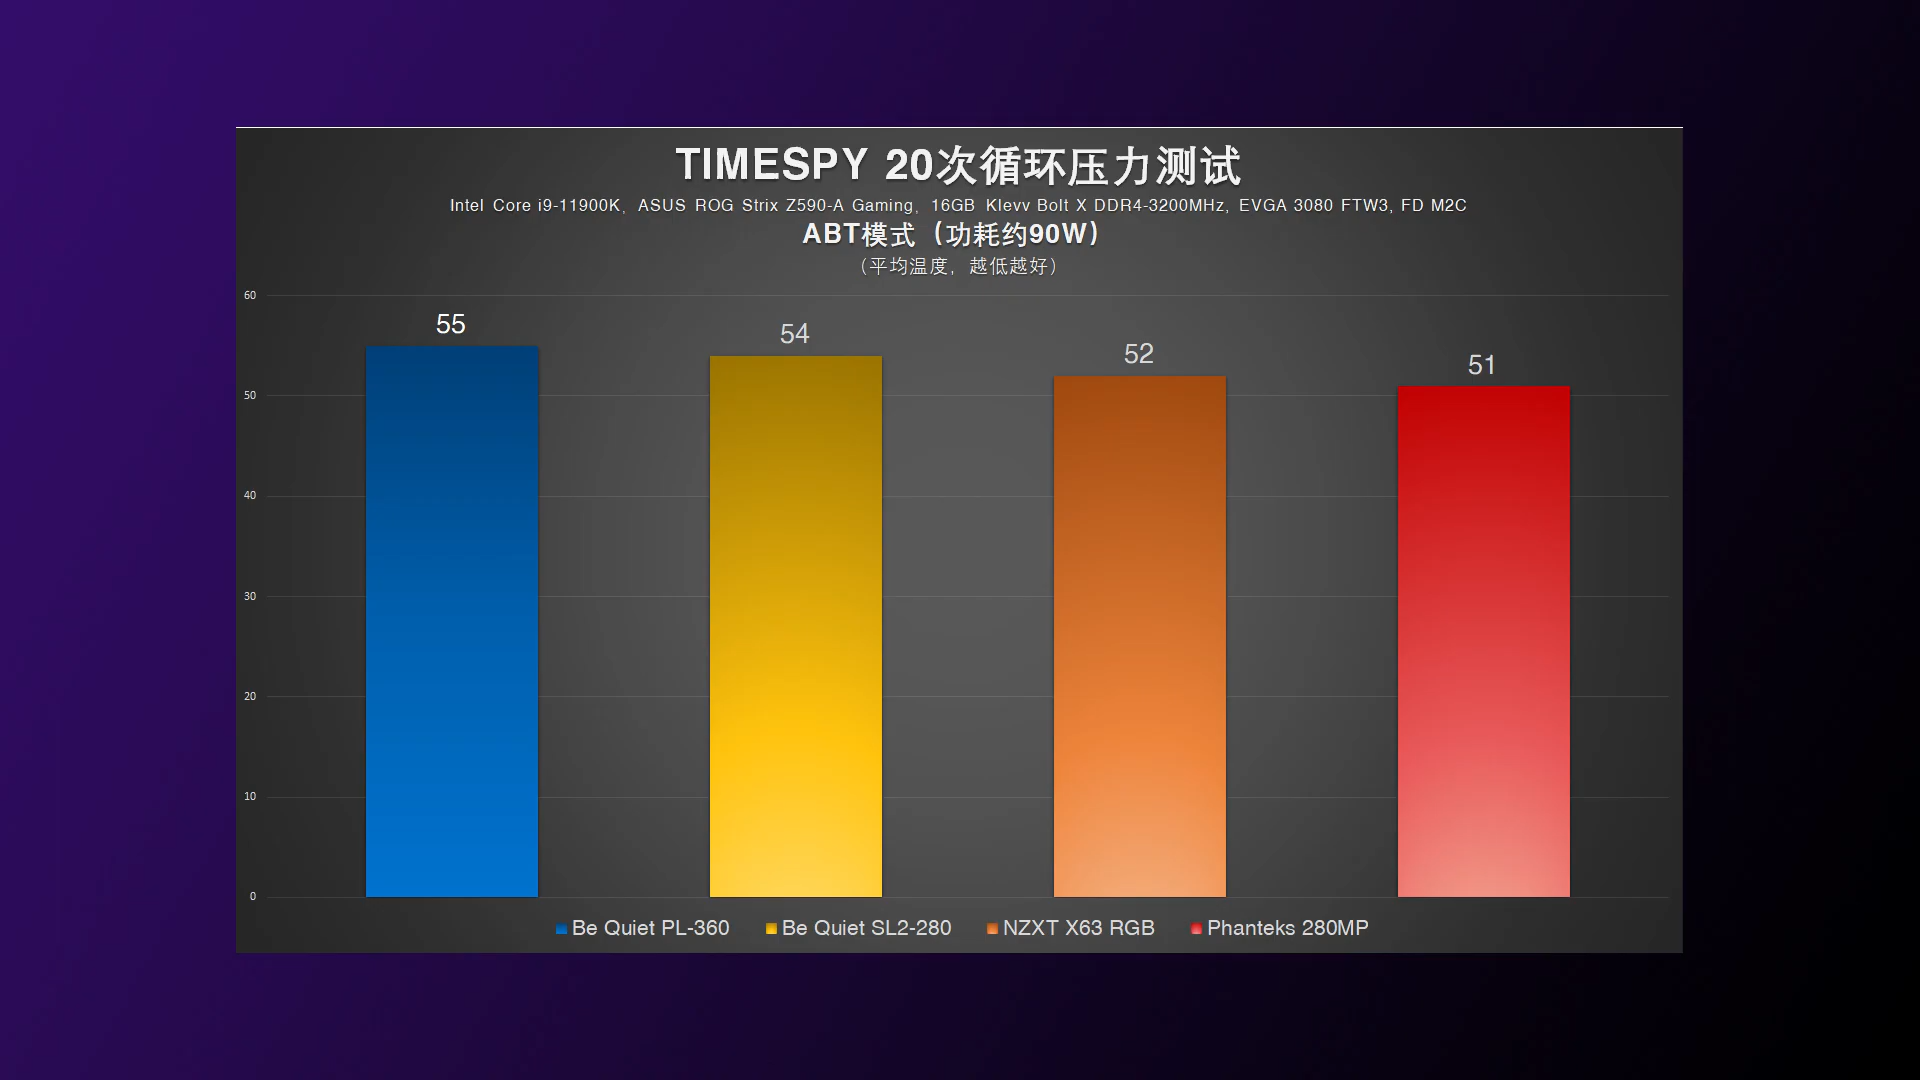 TIMESPY 20次循环压力测试
Intel Core i9-11900K，ASUS ROG Strix Z590-A Gaming，16GB Klevv Bolt X DDR4-3200MHz, EVGA 3080 FTW3, FD M2C
ABT模式（功耗约90W）
（平均温度，越低越好）
60
55
54
52
51
50
40
30
20
10
0
Be Quiet PL-360 Be Quiet SL2-280 NZXT X63 RGB Phanteks 280MP